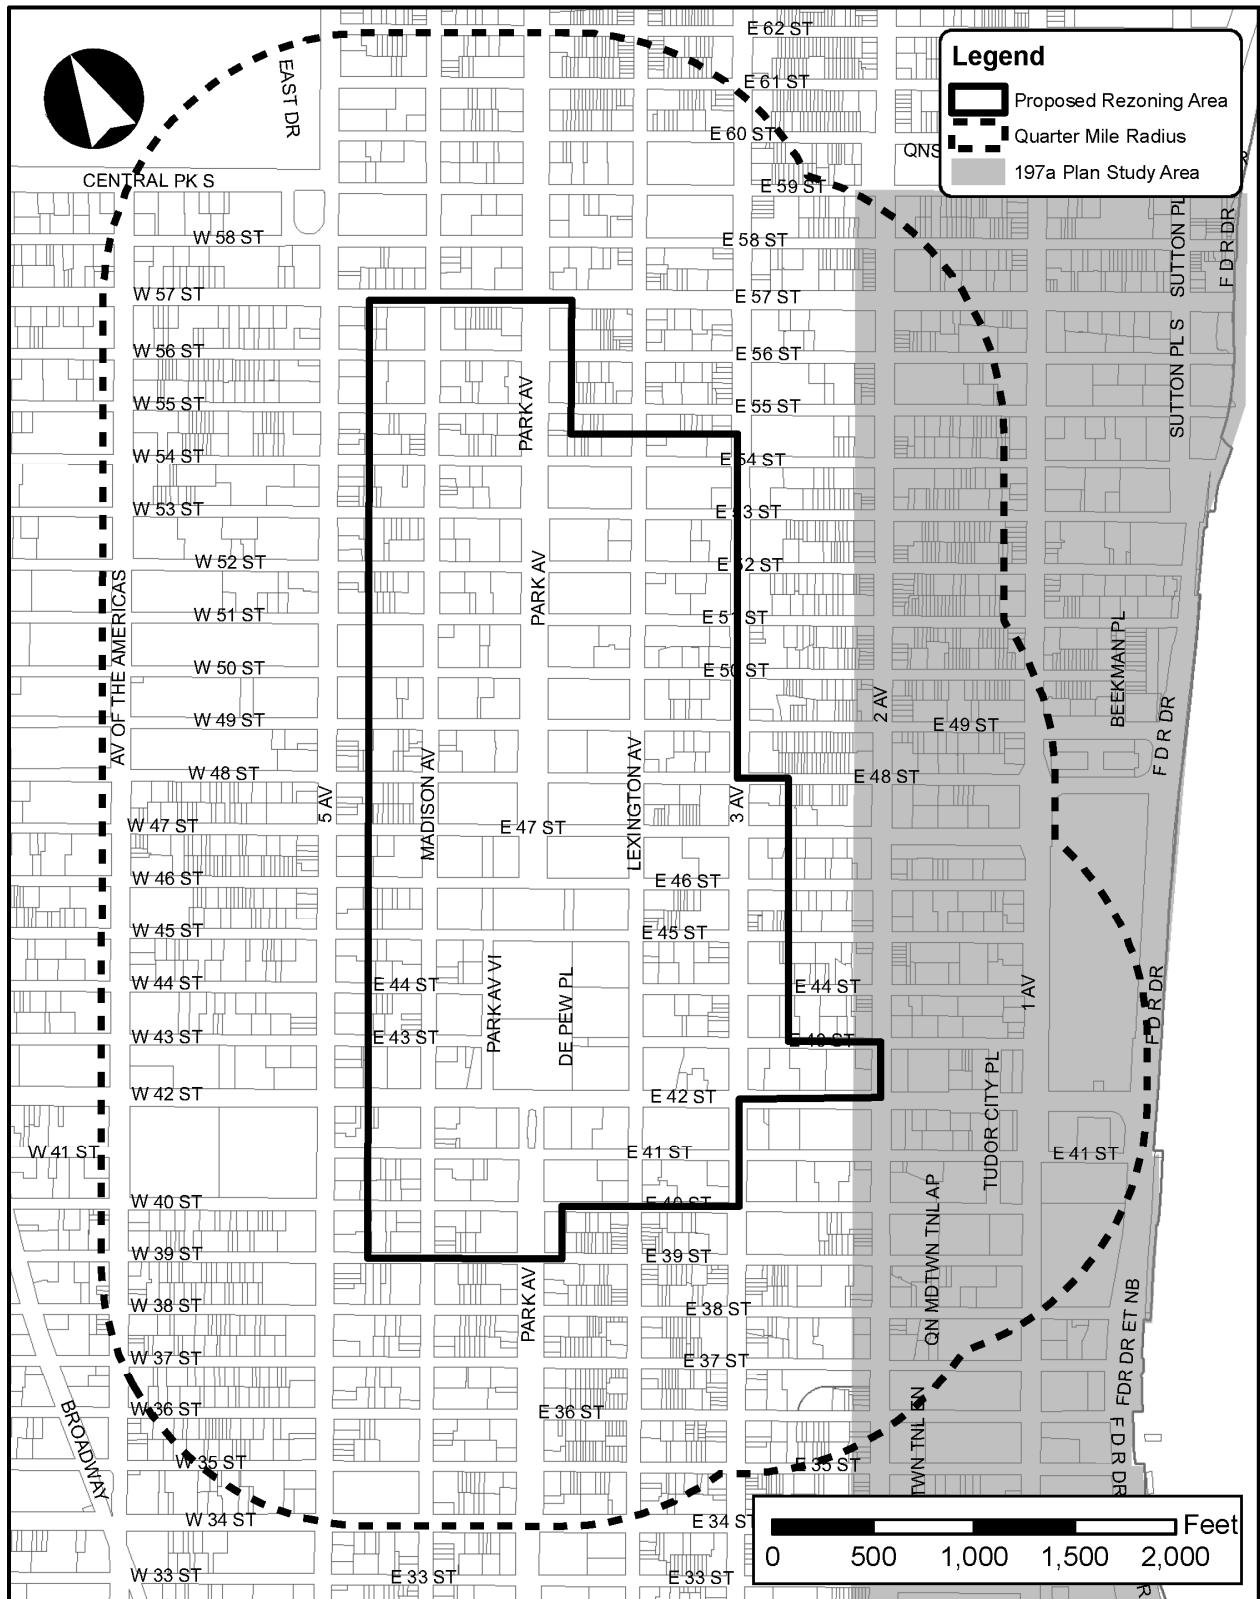 E 62 ST
Legend
EAST DR
E 61 ST
Proposed Rezoning Area
E 60 ST
Quarter Mile Radius
QNS
197a Plan Study Area
CENTRAL PK S
E 59 ST
SUTTON PL
F D R DR
W 58 ST
E 58 ST
W 57 ST
E 57 ST
W 56 ST
E 56 ST
SUTTON PL S
W 55 ST
PARK AV
E 55 ST
W 54 ST
E 54 ST
W 53 ST
E 53 ST
W 52 ST
PARK AV
E 52 ST
AV OF THE AMERICAS
W 51 ST
E 51 ST
BEEKMAN PL
W 50 ST
E 50 ST
W 49 ST
2 AV
E 49 ST
F D R DR
W 48 ST
E 48 ST
5 AV
MADISON AV
LEXINGTON AV
3 AV
W 47 ST
E 47 ST
W 46 ST
E 46 ST
W 45 ST
E 45 ST
W 44 ST
E 44 ST
PARK AV VI
DE PEW PL
E 44 ST
1 AV
F D R DR
W 43 ST
E 43 ST
E 43 ST
W 42 ST
E 42 ST
TUDOR CITY PL
W 41 ST
E 41 ST
E 41 ST
W 40 ST
E 40 ST
QN MDTWN TNL AP
W 39 ST
E 39 ST
W 38 ST
PARK AV
E 38 ST
FDR DR ET NB
W 37 ST
E 37 ST
W 36 ST
E 36 ST
BROADWAY
TWN TNL EN
F D R DR
W 35 ST
E 35 ST
W 34 ST
E 34 ST
Feet
0 500 1,000 1,500 2,000
W 33 ST
E 33 ST
E 33 ST
R